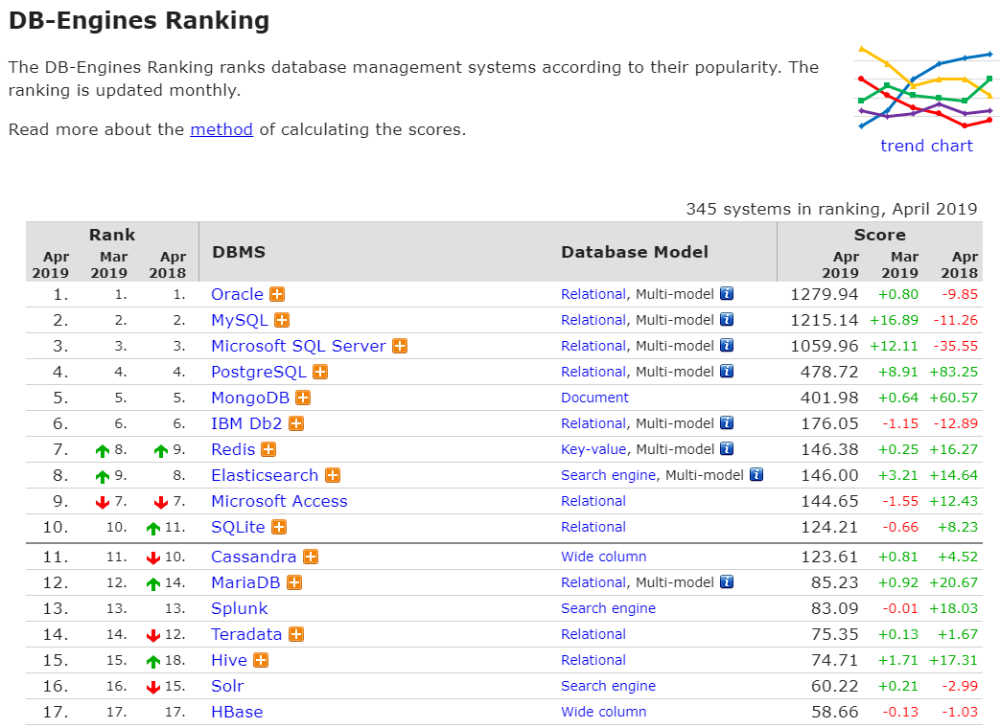 DB-Engines Ranking
The DB-Engines Ranking ranks database management systems according to their popularity. The
ranking is updated monthly.
Read more about the method of calculating the scores.
trend chart
345 systems in ranking, April 2019
Rank DBMS Database Model Score
Apr 2019 Mar 2019 Apr 2018 Apr 2019 Mar 2019 Apr 2018
1. 1. 1. Oracle Relational, Multi-model 1279.94 +0.80 -9.85
2. 2. 2. MySQL Relational, Multi-model 1215.14 +16.89 -11.26
3. 3. 3. Microsoft SQL Server Relational, Multi-model 1059.96 +12.11 -35.55
4. 4. 4. PostgreSQL Relational, Multi-model 478.72 +8.91 +83.25
5. 5. 5. MongoDB Document 401.98 +0.64 +60.57
6. 6. 6. IBM Db2 Relational, Multi-model 176.05 -1.15 -12.89
7. 8. 9. Redis Key-value, Multi-model 146.38 +0.25 +16.27
8. 9. 8. Elasticsearch Search engine, Multi-model 146.00 +3.21 +14.64
9. 7. 7. Microsoft Access Relational 144.65 -1.55 +12.43
10. 10. 11. SQLite Relational 124.21 -0.66 +8.23
11. 11. 10. Cassandra Wide column 123.61 +0.81 +4.52
12. 12. 14. MariaDB Relational, Multi-model 85.23 +0.92 +20.67
13. 13. 13. Splunk Search engine 83.09 -0.01 +18.03
14. 14. 12. Teradata Relational 75.35 +0.13 +1.67
15. 15. 18. Hive Relational 74.71 +1.71 +17.31
16. 16. 15. Solr Search engine 60.22 +0.21 -2.99
17. 17. 17. HBase Wide column 58.66 -0.13 -1.03